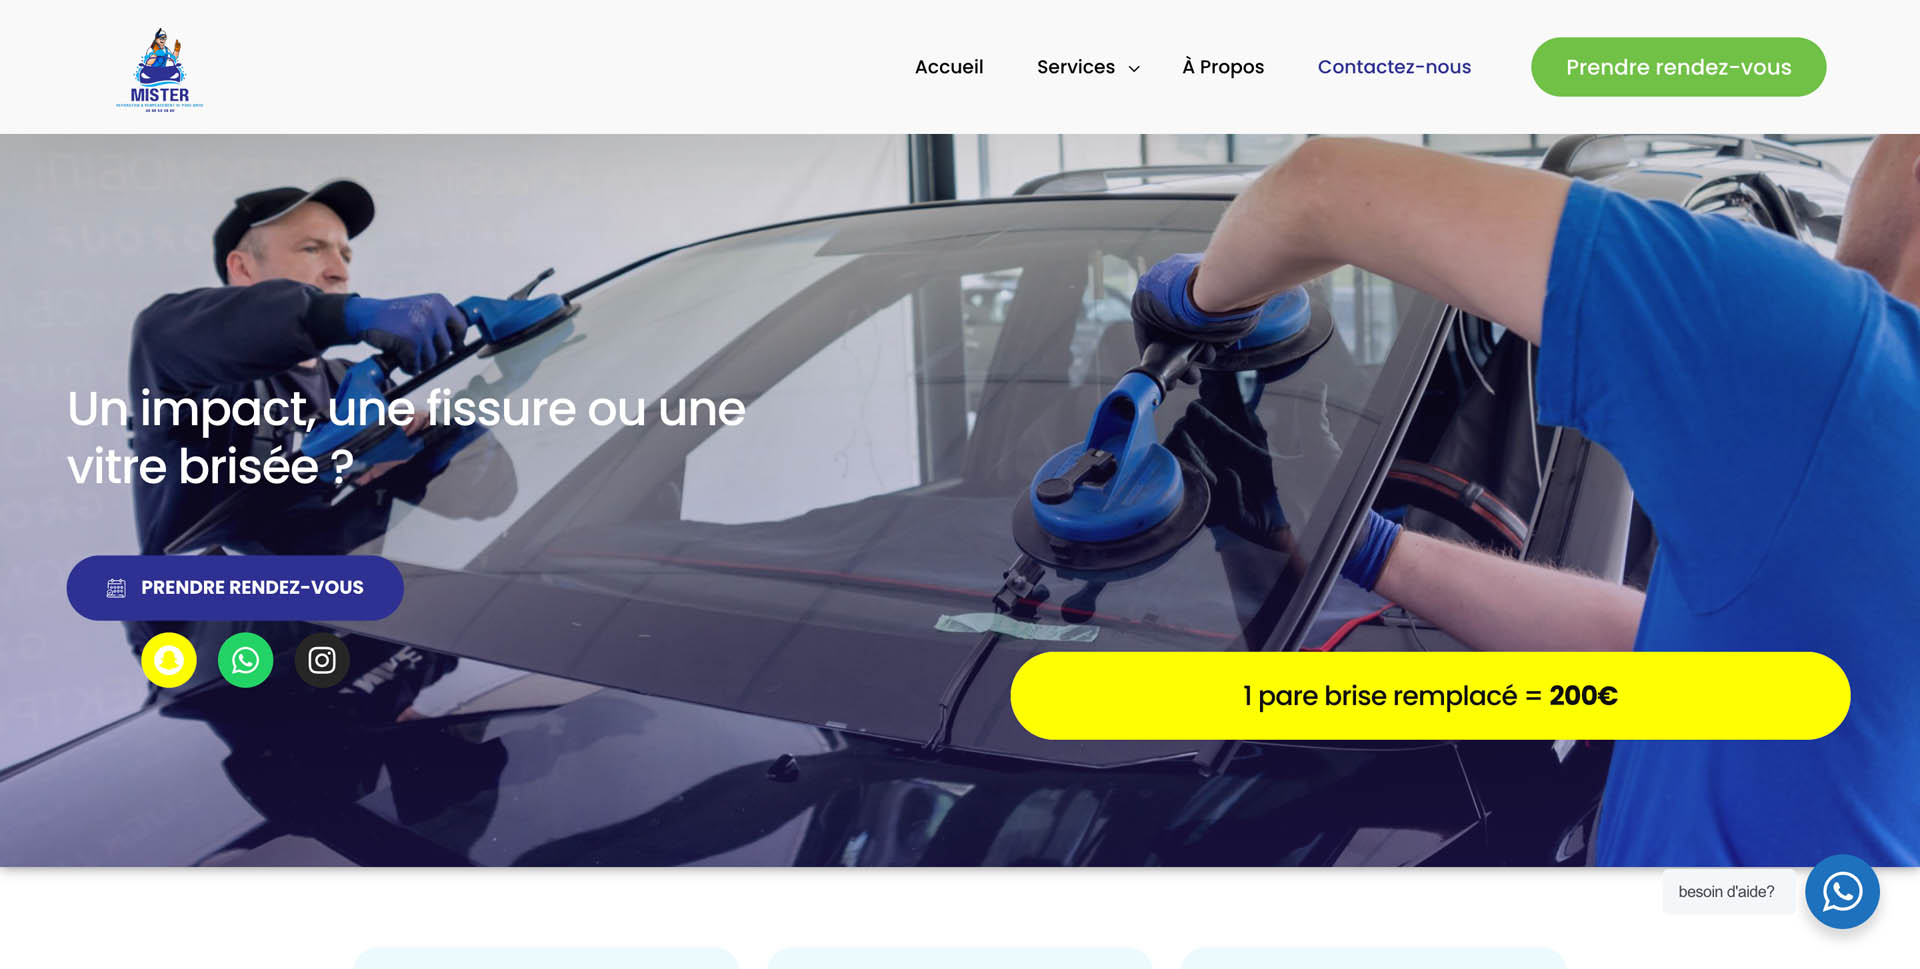 MISTER
Accueil
Services
À Propos
Contactez-nous
Prendre rendez-vous
Un impact, une fissure ou une
vitre brisée ?
PRENDRE RENDEZ-VOUS
1 pare brise remplacé = 200€
besoin d'aide?